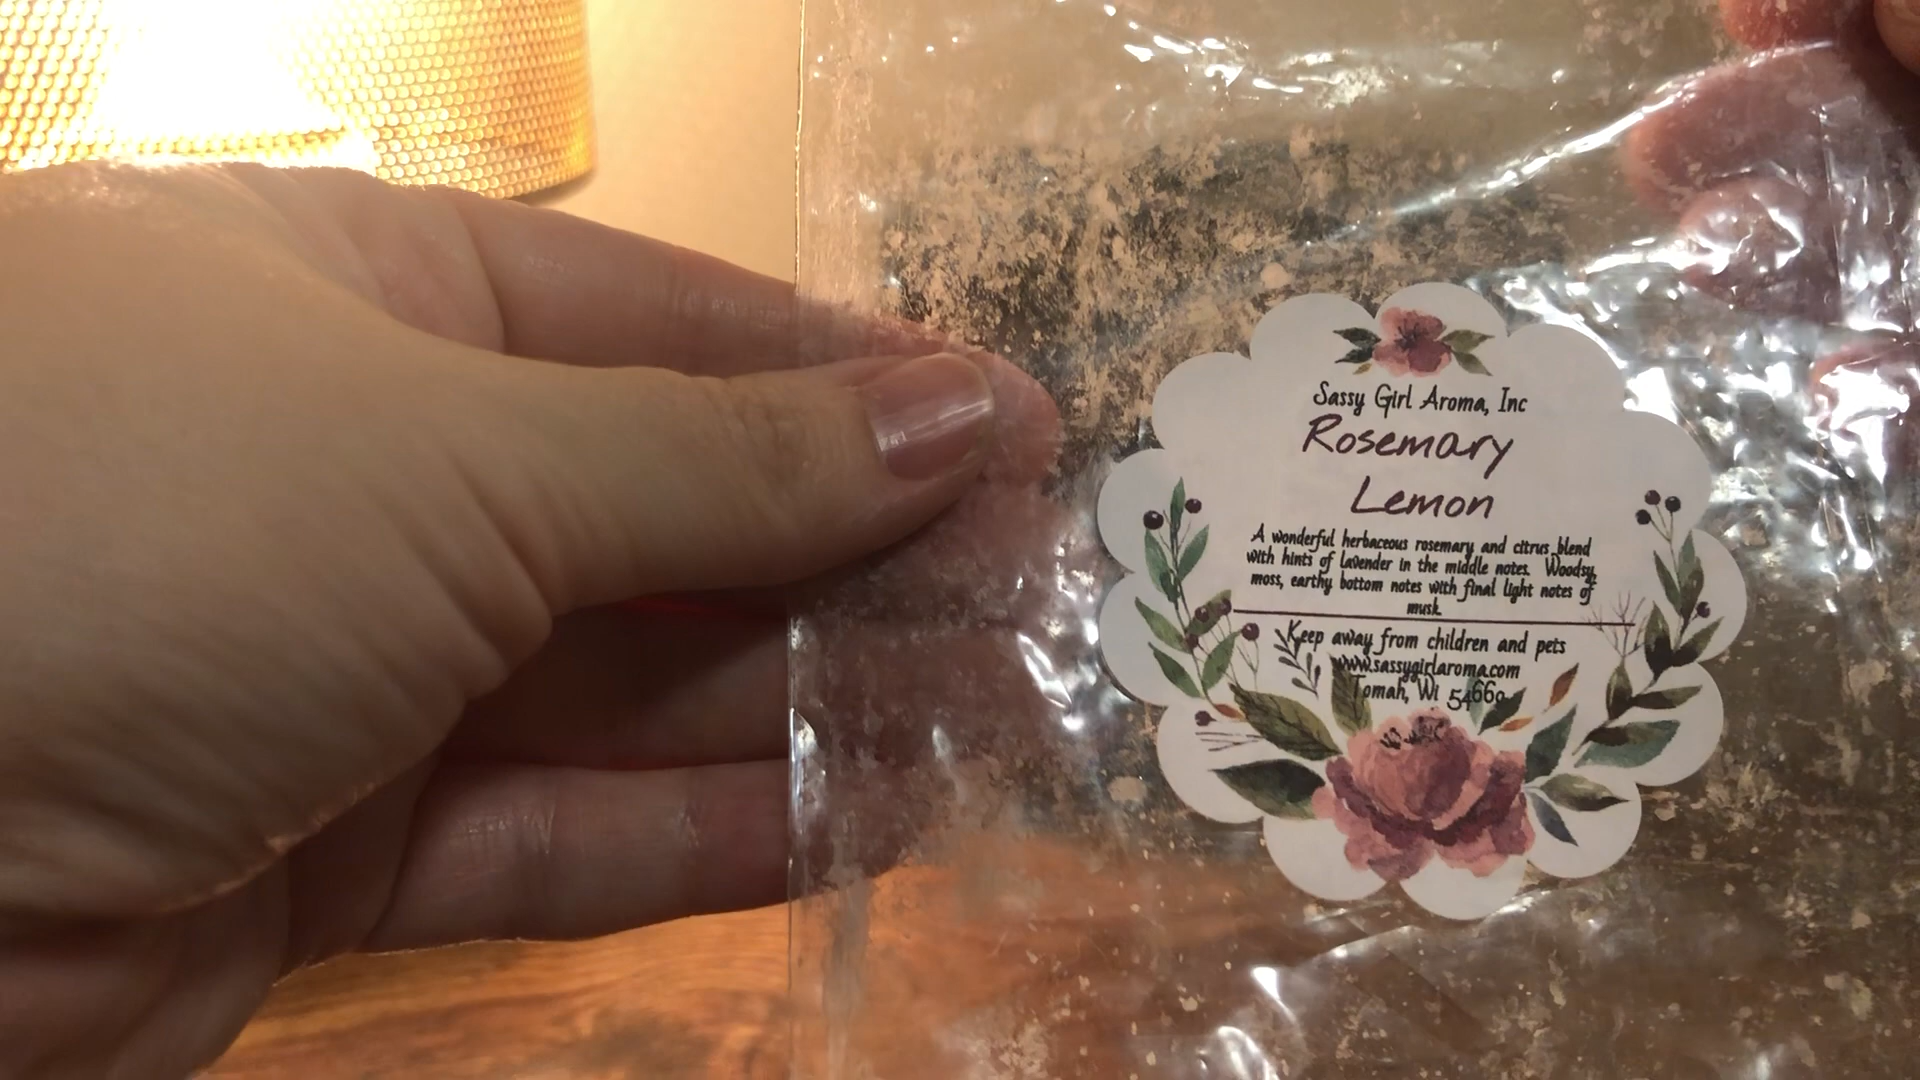 Sassy Girl Aroma, Inc
Rosemary
Lemon
A wonderful herbaceous rosemary and citrus blend
with hints of lavender in the middle notes. Woodsy,
moss, earthy bottom notes with final light notes of
musk.
Keep away from children and pets
www.sassygirlaroma.com
Tomah, WI 54660